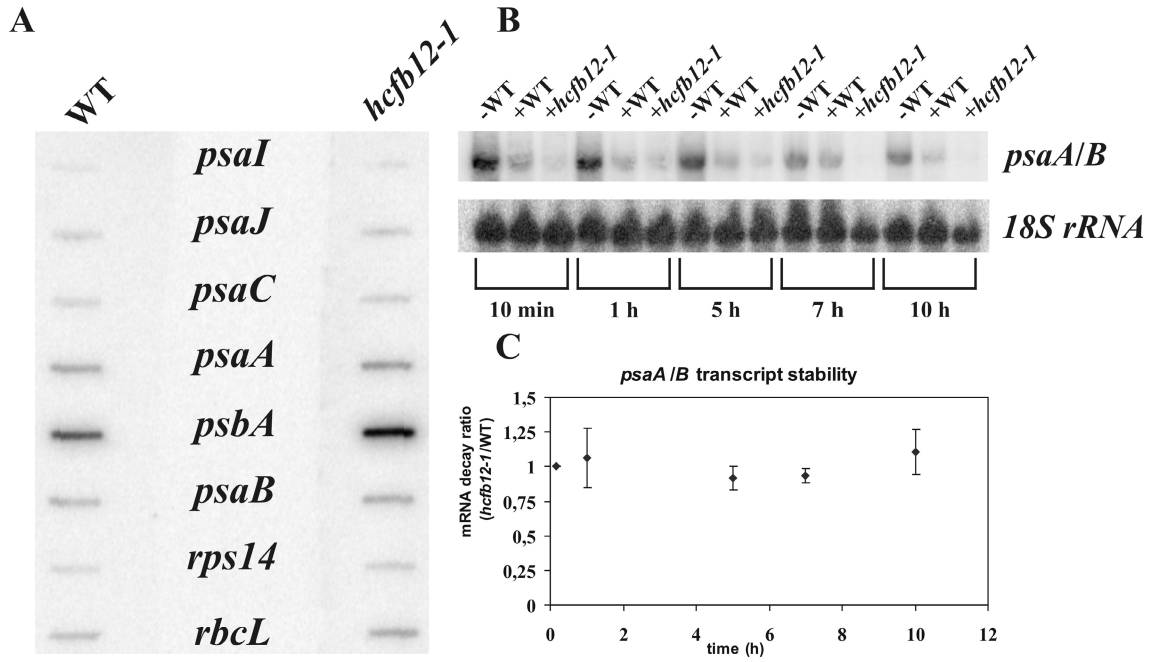 A
WT
hcfb12-1
psaI
psaJ
psaC
psaA
psbA
psaB
rps14
rbcL
B
-WT
+WT
+hcfb12-1
-WT
+WT
+hcfb12-1
-WT
+WT
+hcfb12-1
-WT
+WT
+hcfb12-1
-WT
+WT
+hcfb12-1
psaA/B
18S rRNA
10 min
1 h
5 h
7 h
10 h
C
psaA /B transcript stability
mRNA decay ratio
(hcfb12-1/WT)
1,5
1,25
1
0,75
0,5
0,25
0
0 2 4 6 8 10 12
time (h)